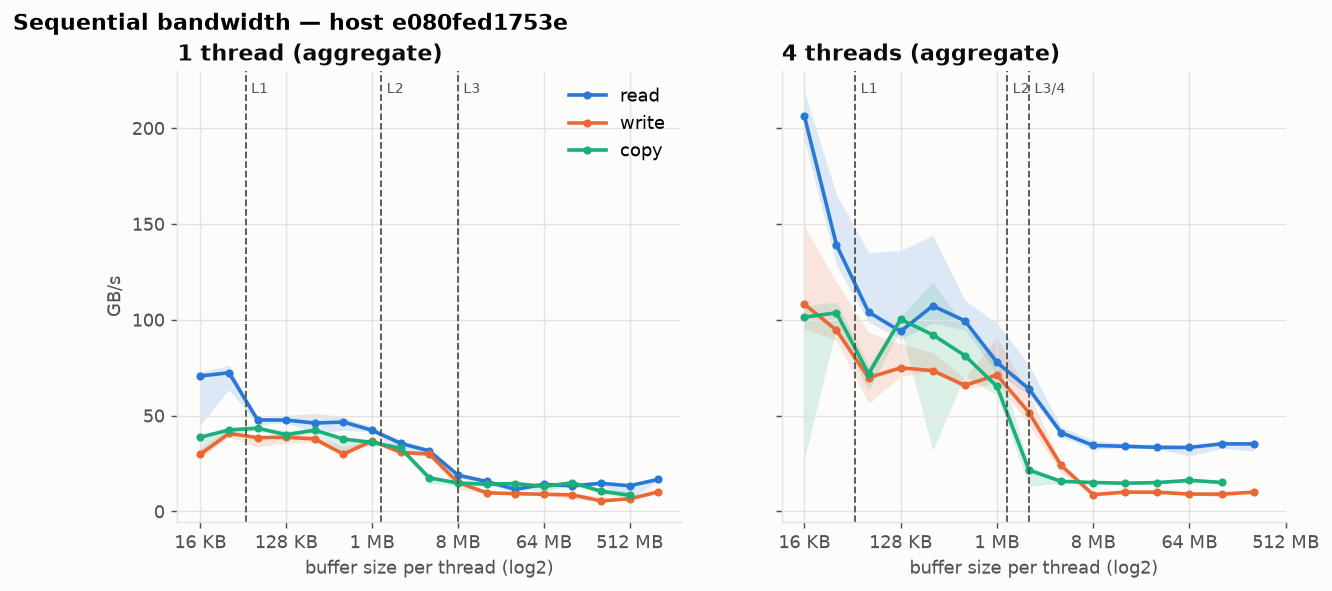 Sequential bandwidth — host e080fed1753e
1 thread (aggregate)
L1
L2
L3
read
write
copy
200
150
100
50
0
GB/s
16 KB
128 KB
1 MB
8 MB
64 MB
512 MB
buffer size per thread (log2)
4 threads (aggregate)
L1
L2
L3/4
16 KB
128 KB
1 MB
8 MB
64 MB
512 MB
buffer size per thread (log2)